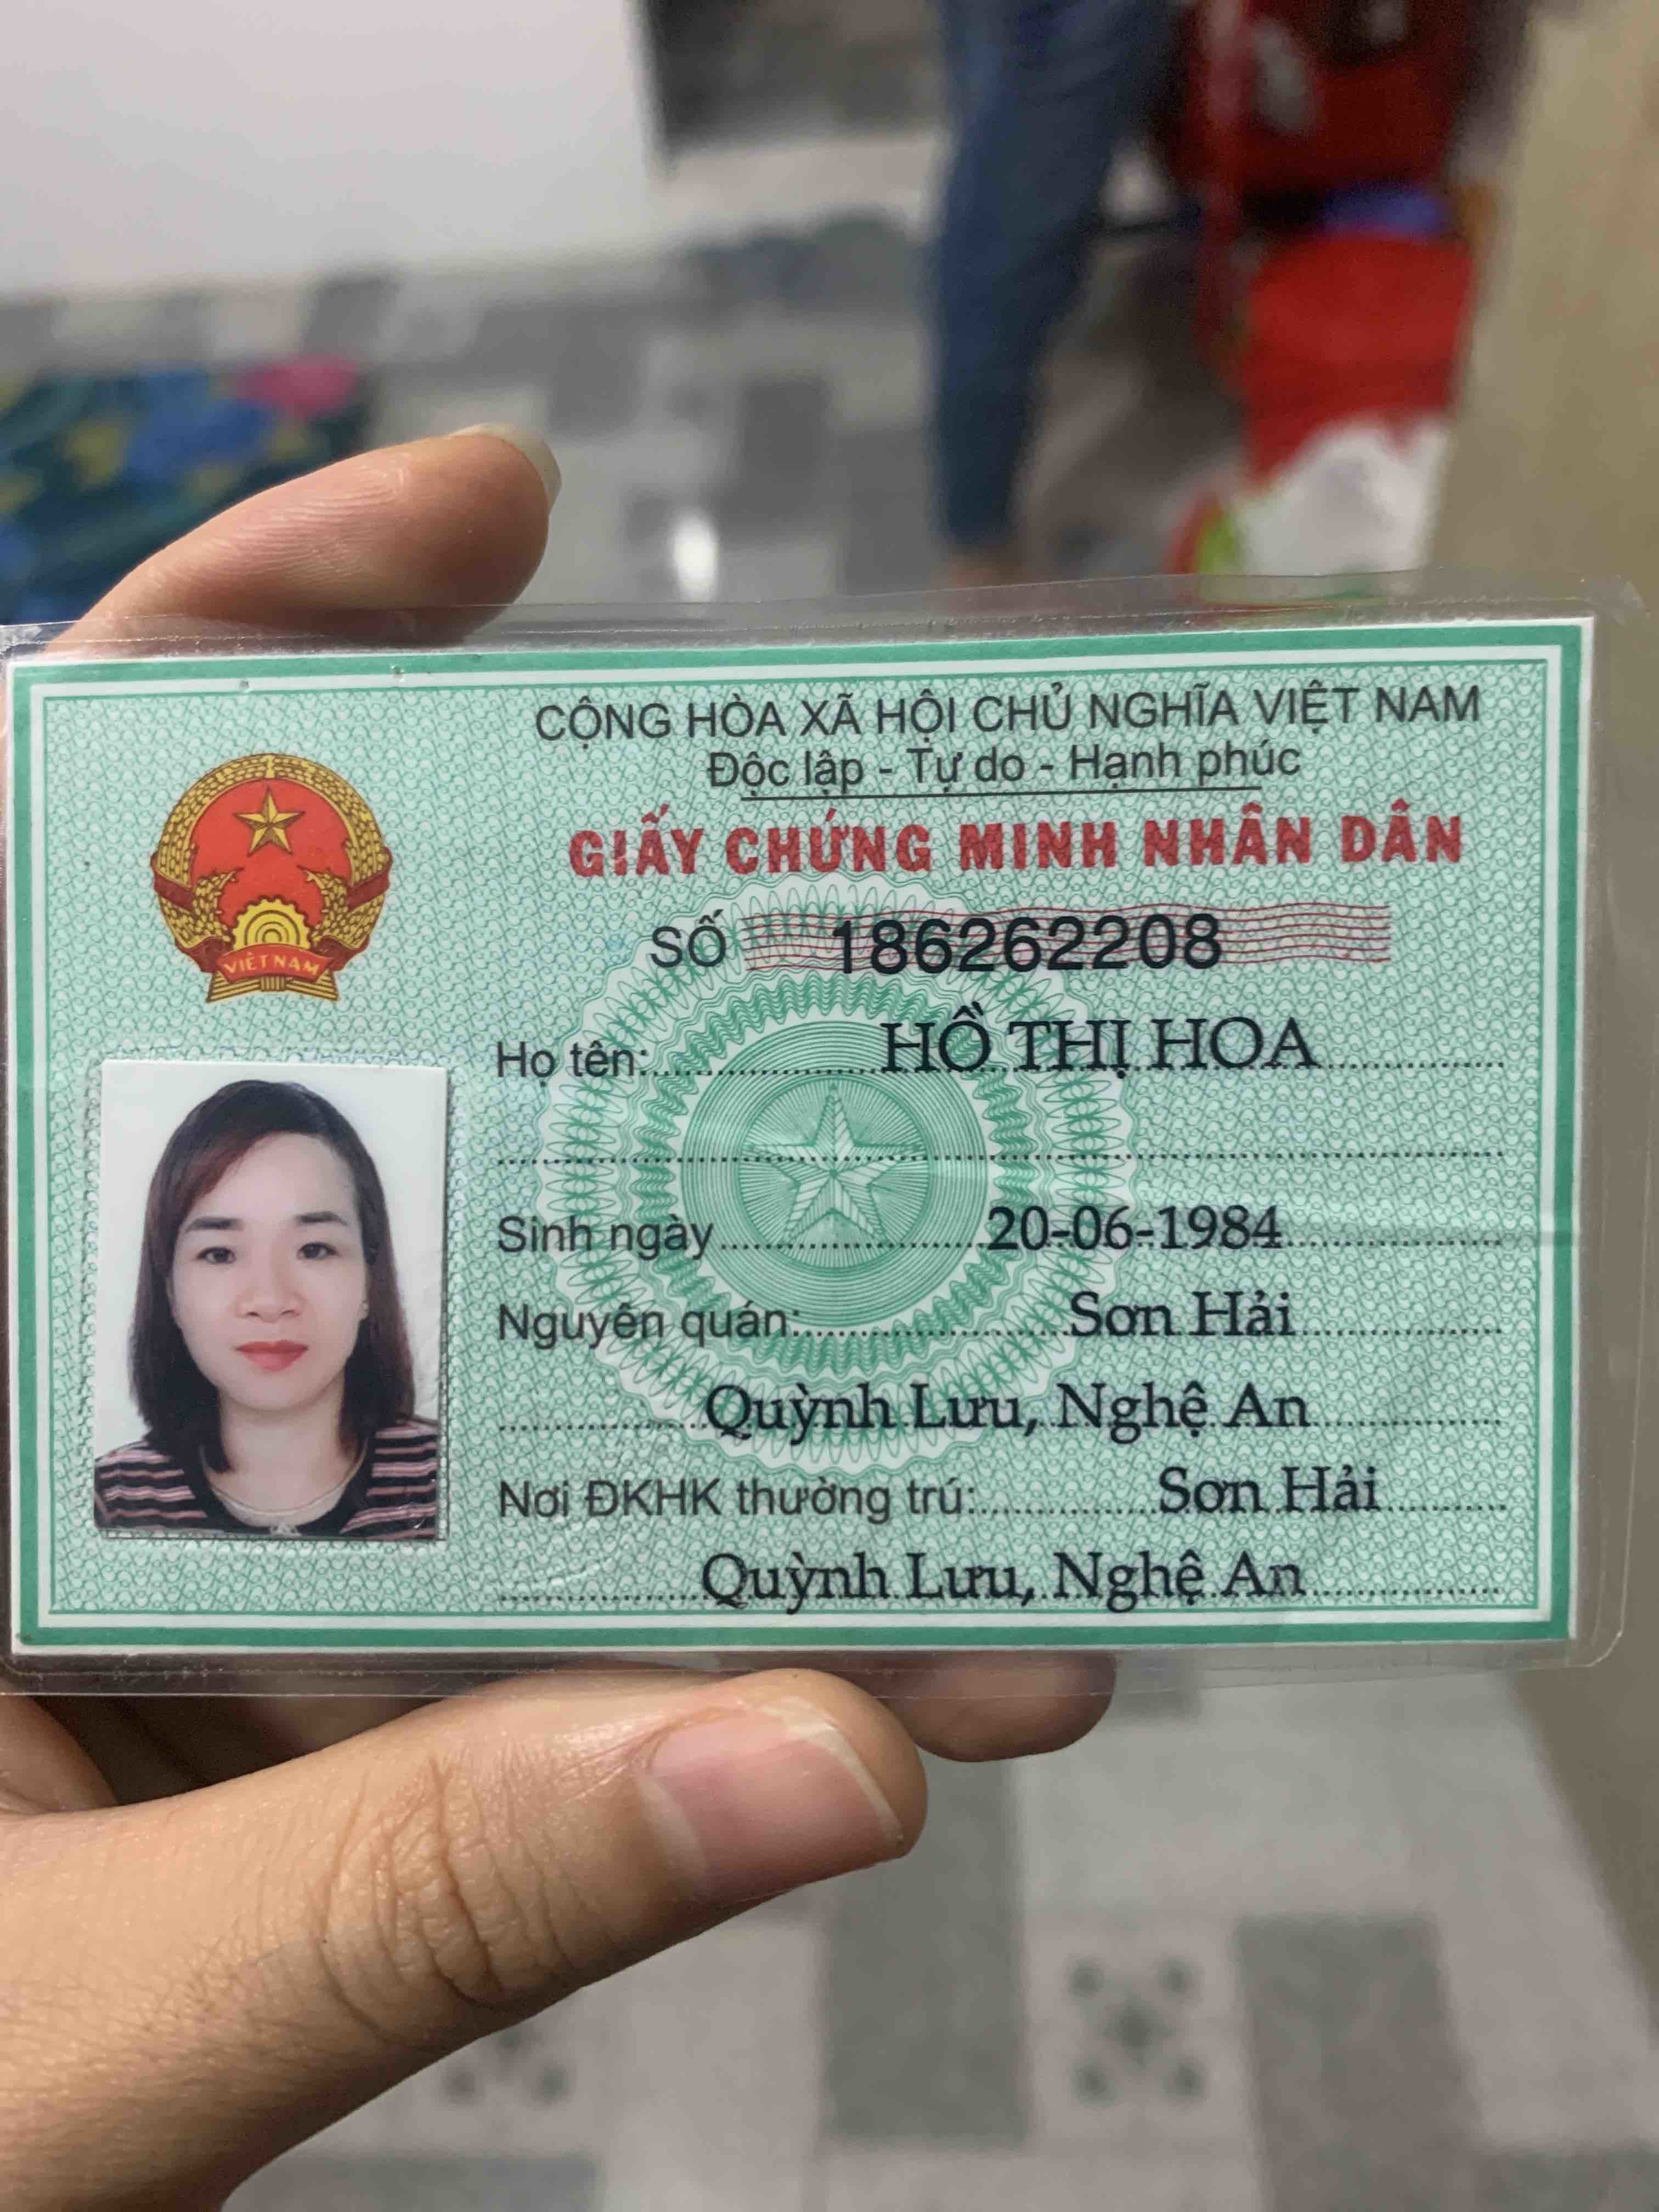 CỘNG HÒA XÃ HỘI CHỦ NGHĨA VIỆT NAM
Độc lập - Tự do - Hạnh phúc
GIẤY CHỨNG MINH NHÂN DÂN
SỐ 186262208
VIỆT NAM
Họ tên: HỒ THỊ HOA
Sinh ngày 20-06-1984
Nguyên quán: Sơn Hải
Quỳnh Lưu, Nghệ An
Nơi ĐKHK thường trú: Sơn Hải
Quỳnh Lưu, Nghệ An